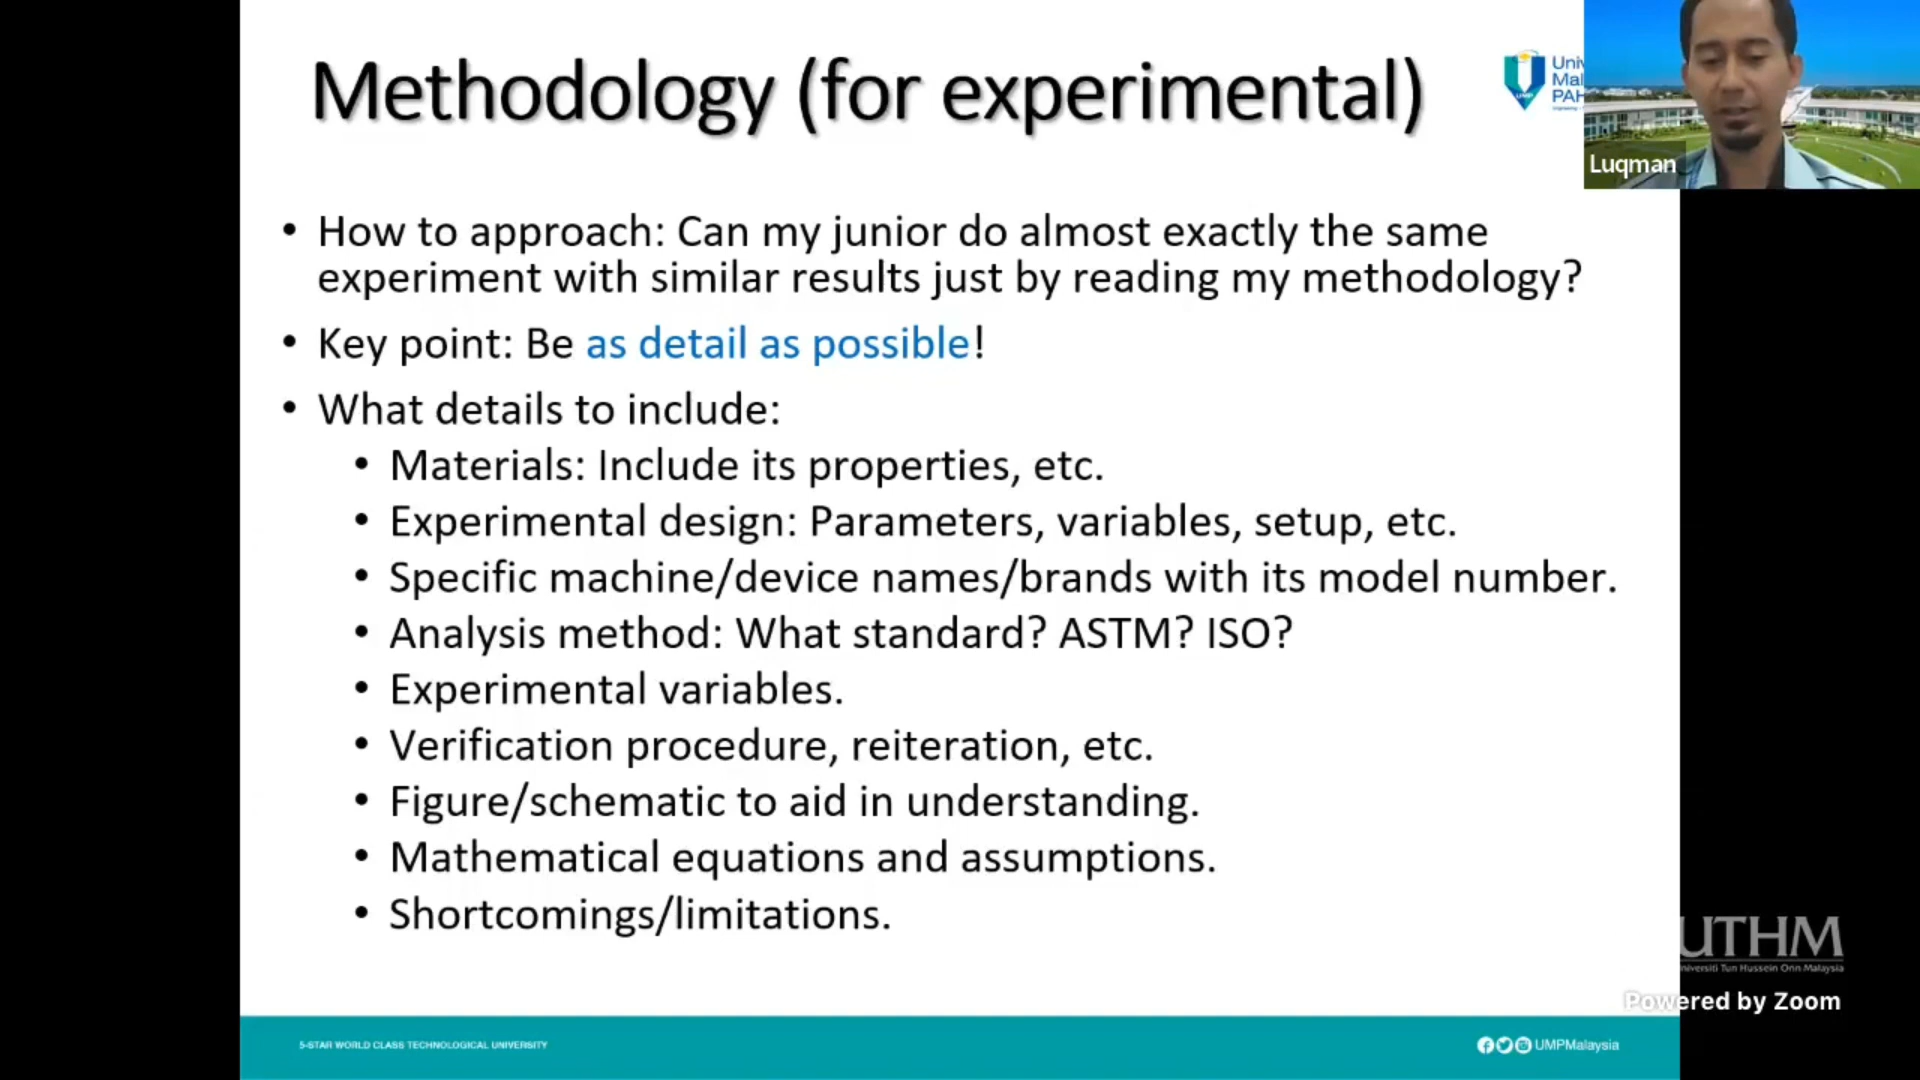 Methodology (for experimental)
Luqman
• How to approach: Can my junior do almost exactly the same
experiment with similar results just by reading my methodology?
• Key point: Be as detail as possible!
• What details to include:
• Materials: Include its properties, etc.
• Experimental design: Parameters, variables, setup, etc.
• Specific machine/device names/brands with its model number.
• Analysis method: What standard? ASTM? ISO?
• Experimental variables.
• Verification procedure, reiteration, etc.
• Figure/schematic to aid in understanding.
• Mathematical equations and assumptions.
• Shortcomings/limitations.
UTHM
Universiti Tun Hussein Onn Malaysia
Powered by Zoom
5-STAR WORLD CLASS TECHNOLOGICAL UNIVERSITY
UMPMalaysia